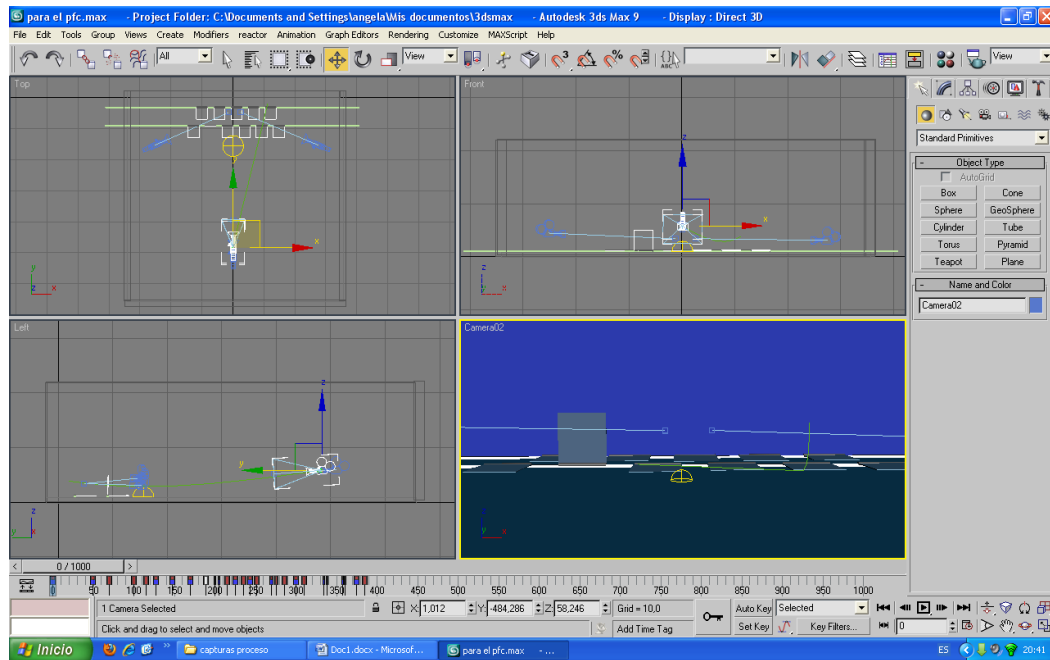 para el pfc.max - Project Folder: C:\Documents and Settings\angela\Mis documentos\3dsmax - Autodesk 3ds Max 9 - Display : Direct 3D
File Edit Tools Group Views Create Modifiers reactor Animation Graph Editors Rendering Customize MAXScript Help
All View View
Top
Front
Left
Camera02
Standard Primitives
- Object Type
AutoGrid
Box Cone
Sphere GeoSphere
Cylinder Tube
Torus Pyramid
Teapot Plane
- Name and Color
Camera02
z
x
y
y
z x
z
x
z
x
z
y
z
y x
z
y x
< 0 / 1000 >
0 50 100 150 200 250 300 350 400 450 500 550 600 650 700 750 800 850 900 950 1000
1 Camera Selected X: 1,012 Y: -484,286 Z: 58,246 Grid = 10,0 Auto Key Selected
Click and drag to select and move objects Add Time Tag Set Key Key Filters... 0
Inicio » capturas proceso Doc1.docx - Microsof... para el pfc.max - ... ES 20:41